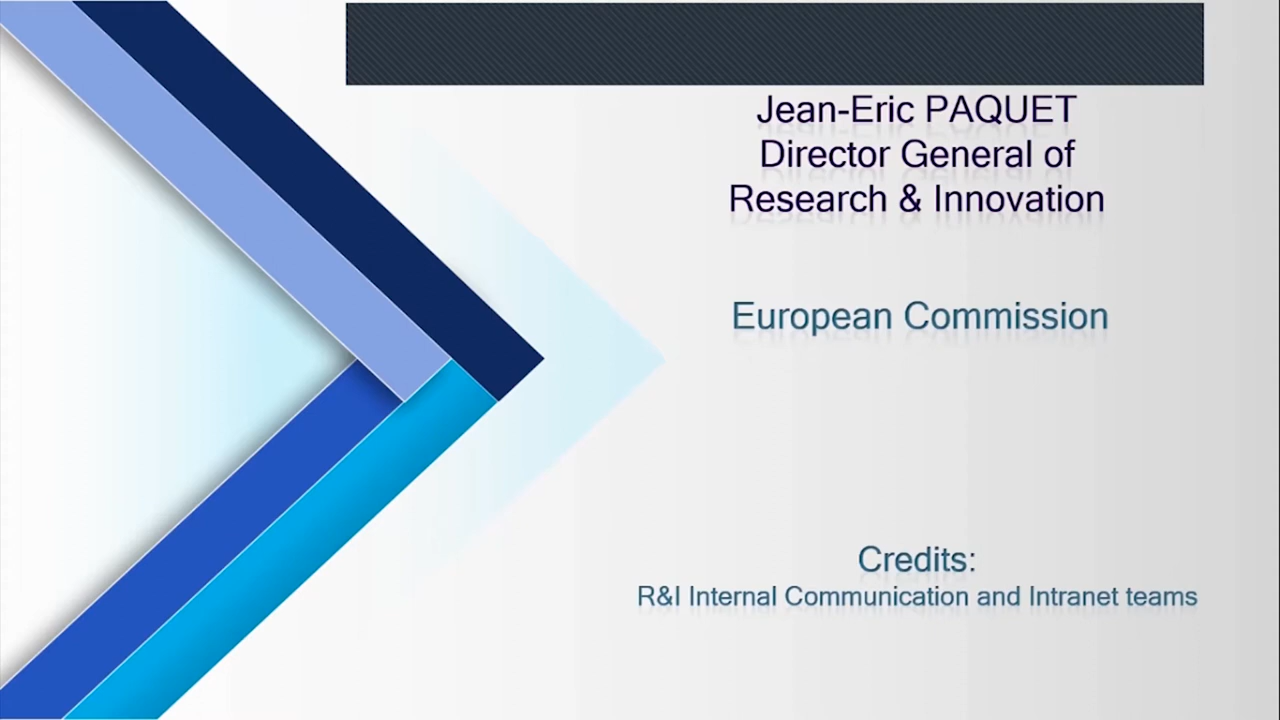 Jean-Eric PAQUET
Director General of
Research & Innovation
European Commission
Credits:
R&I Internal Communication and Intranet teams